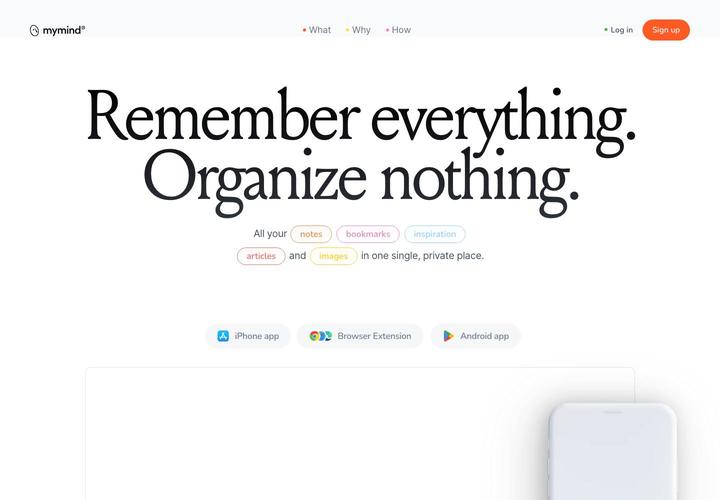 mymind®
What Why How
Log in Sign up
Remember everything.
Organize nothing.
All your notes bookmarks inspiration
articles and images in one single, private place.
iPhone app Browser Extension Android app